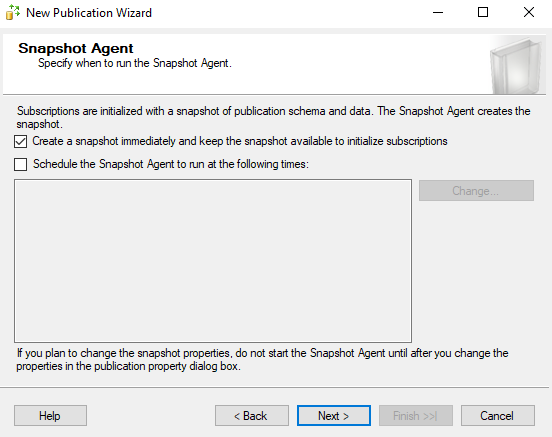 New Publication Wizard
Snapshot Agent
Specify when to run the Snapshot Agent.
Subscriptions are initialized with a snapshot of publication schema and data. The Snapshot Agent creates the
snapshot.
Create a snapshot immediately and keep the snapshot available to initialize subscriptions
Schedule the Snapshot Agent to run at the following times:
Change...
If you plan to change the snapshot properties, do not start the Snapshot Agent until after you change the
properties in the publication property dialog box.
Help
< Back
Next >
Finish >>|
Cancel